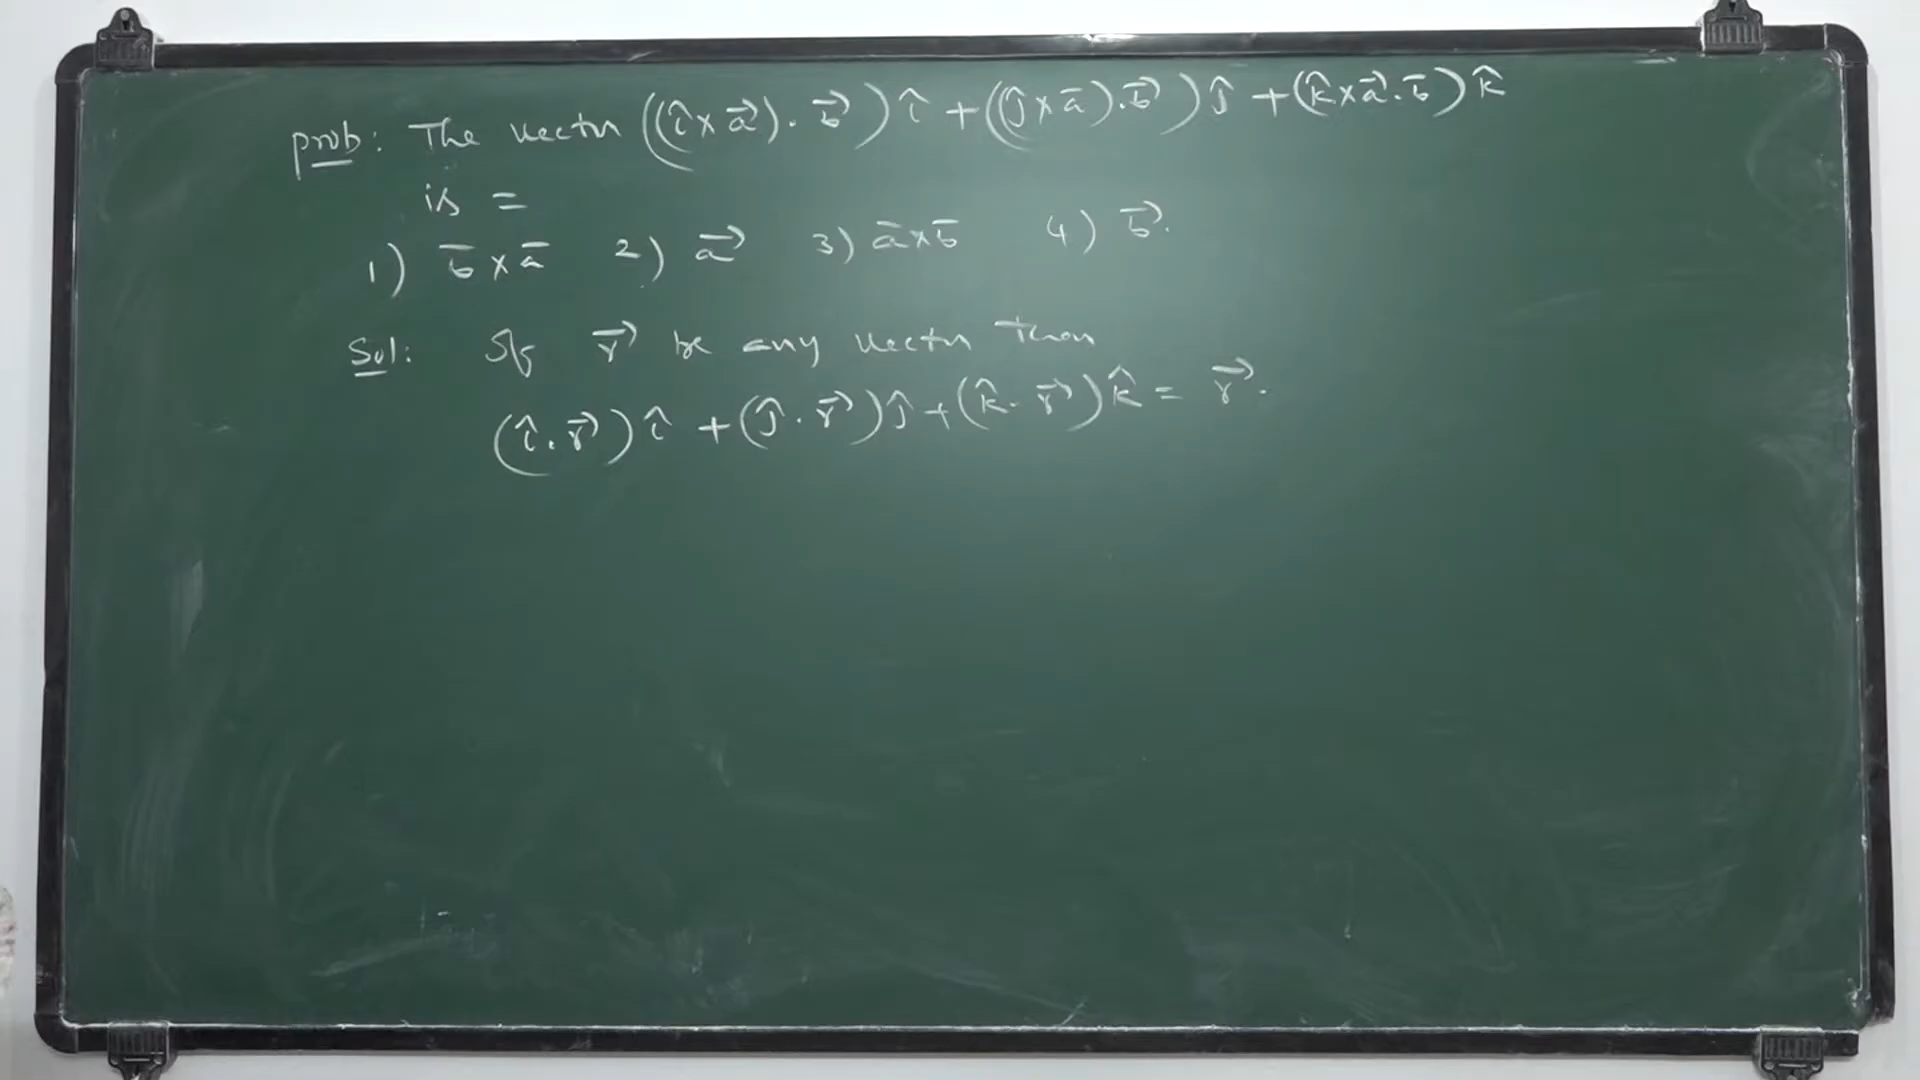 prob: The vector ((î × a⃗). b⃗) î + ((ĵ × a̅). b⃗) ĵ + (k̂ × a⃗. b̅) k̂
is =
1) b̅ × a̅ 2) a⃗ 3) a̅ × b̅ 4) b⃗.
Sol: If r⃗ be any vector then
(î. r⃗) î + (ĵ. r⃗) ĵ + (k̂. r⃗) k̂ = r⃗.